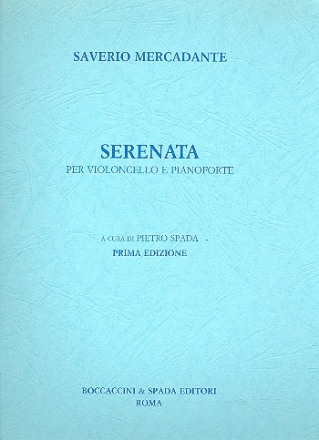 SAVERIO MERCADANTE
SERENATA
PER VIOLONCELLO E PIANOFORTE
A CURA DI PIETRO SPADA
PRIMA EDIZIONE
BOCCACCINI & SPADA EDITORI
ROMA